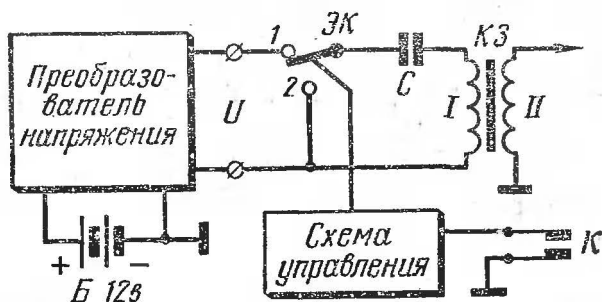 Преобразо-
ватель
напряжения
U
1
2
ЭК
С
КЗ
I
II
+
−
Б 12в
Схема
управления
К